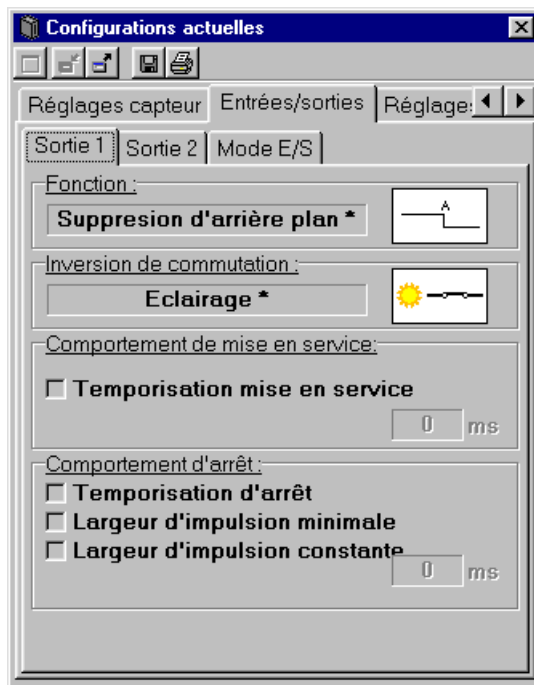 Configurations actuelles
Réglages capteur Entrées/sorties Réglage
Sortie 1 Sortie 2 Mode E/S
Fonction :
Suppresion d'arrière plan *
A
Inversion de commutation :
Eclairage *
Comportement de mise en service:
Temporisation mise en service
0 ms
Comportement d'arrêt :
Temporisation d'arrêt
Largeur d'impulsion minimale
Largeur d'impulsion constante
0 ms